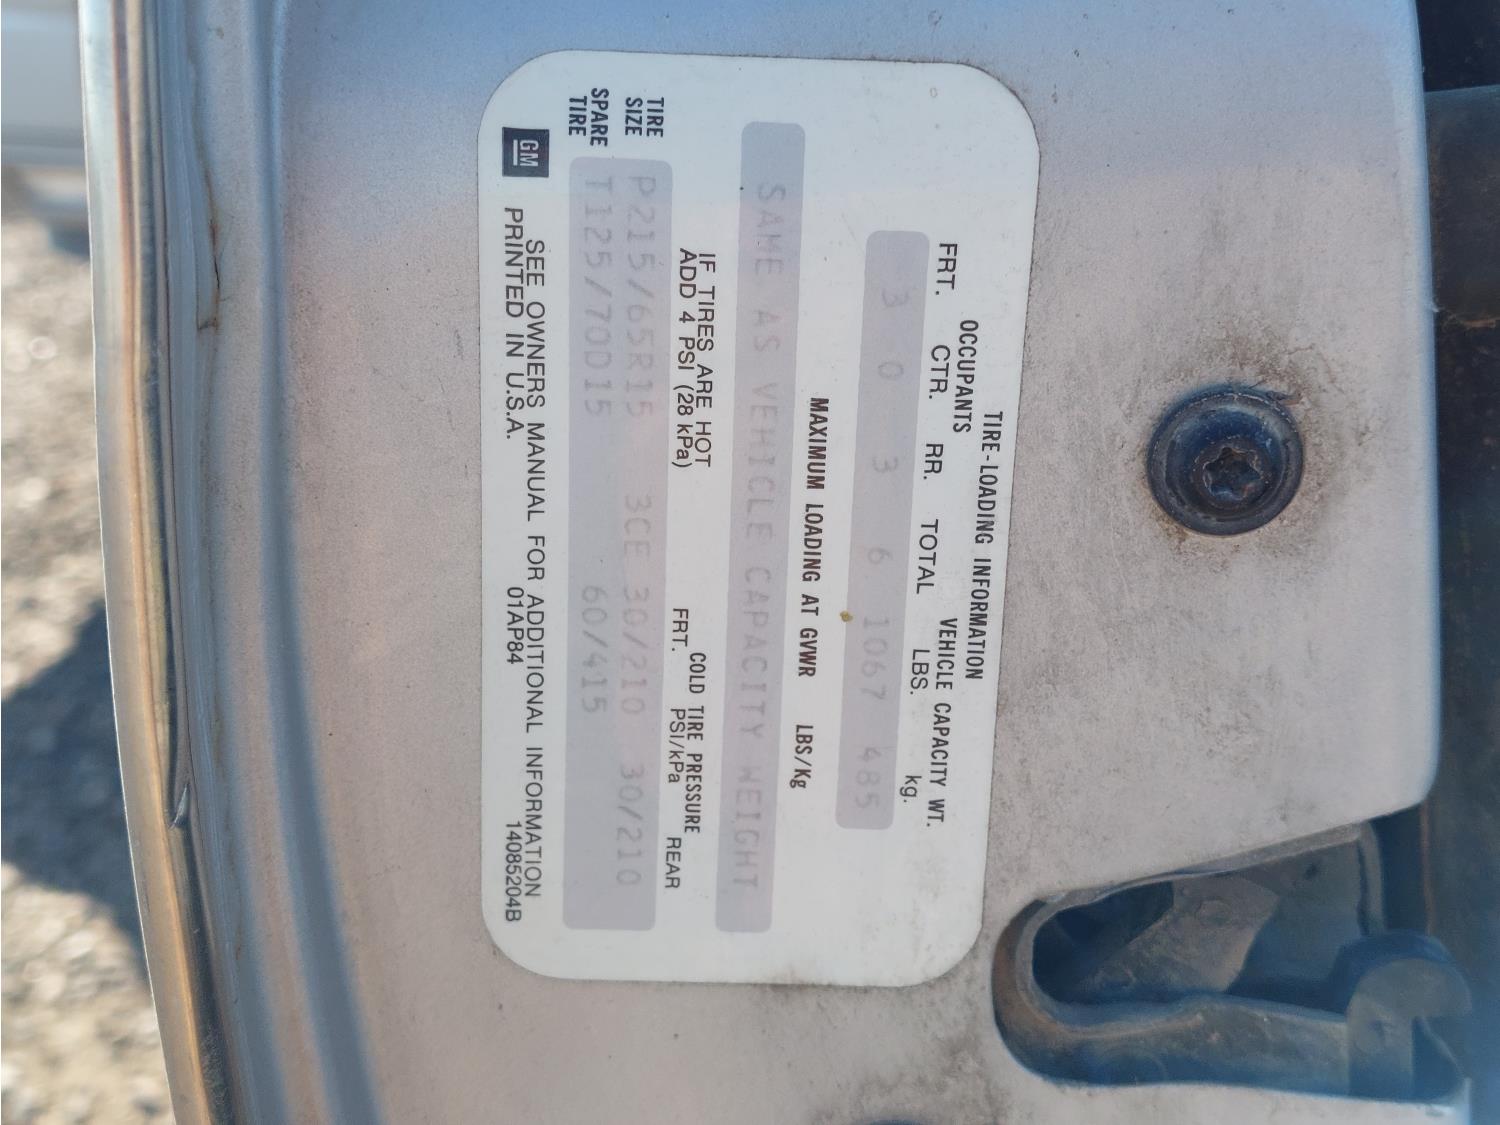 TIRE-LOADING INFORMATION
OCCUPANTS VEHICLE CAPACITY WT.
FRT. CTR. RR. TOTAL LBS. kg.
3 0 3 6 1067 485
MAXIMUM LOADING AT GVWR LBS/Kg
SAME AS VEHICLE CAPACITY WEIGHT
IF TIRES ARE HOT COLD TIRE PRESSURE
ADD 4 PSI (28 kPa) FRT. PSI/kPa REAR
TIRE SIZE P215/65R15 3CE 30/210 30/210
SPARE TIRE T125/70D15 60/415
GM SEE OWNERS MANUAL FOR ADDITIONAL INFORMATION
PRINTED IN U.S.A. 01AP84 14085204B